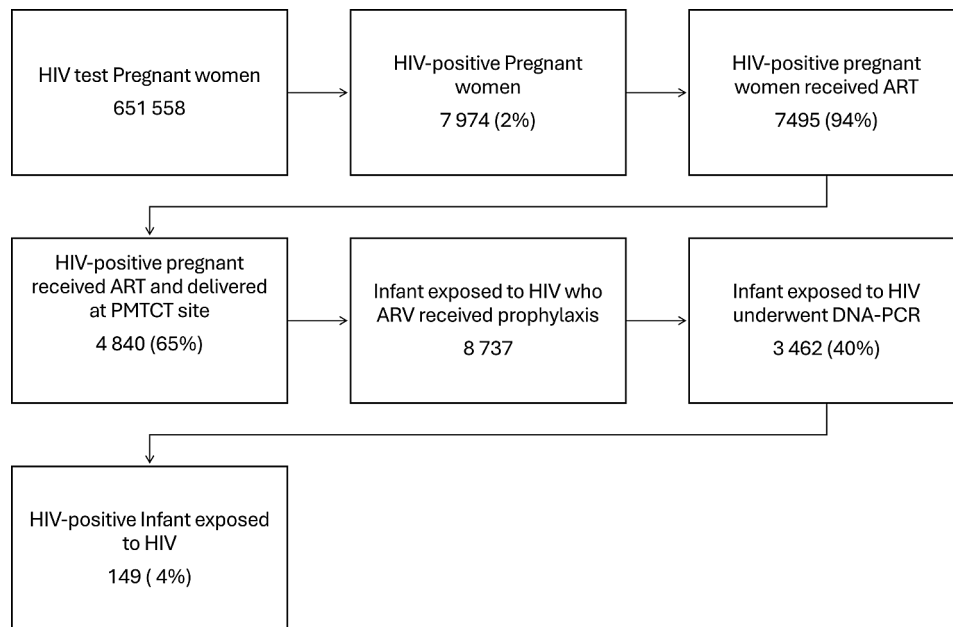 HIV test Pregnant women
651 558
HIV-positive Pregnant
women
7 974 (2%)
HIV-positive pregnant
women received ART
7495 (94%)
HIV-positive pregnant
received ART and delivered
at PMTCT site
4 840 (65%)
Infant exposed to HIV who
ARV received prophylaxis
8 737
Infant exposed to HIV
underwent DNA-PCR
3 462 (40%)
HIV-positive Infant exposed
to HIV
149 ( 4%)